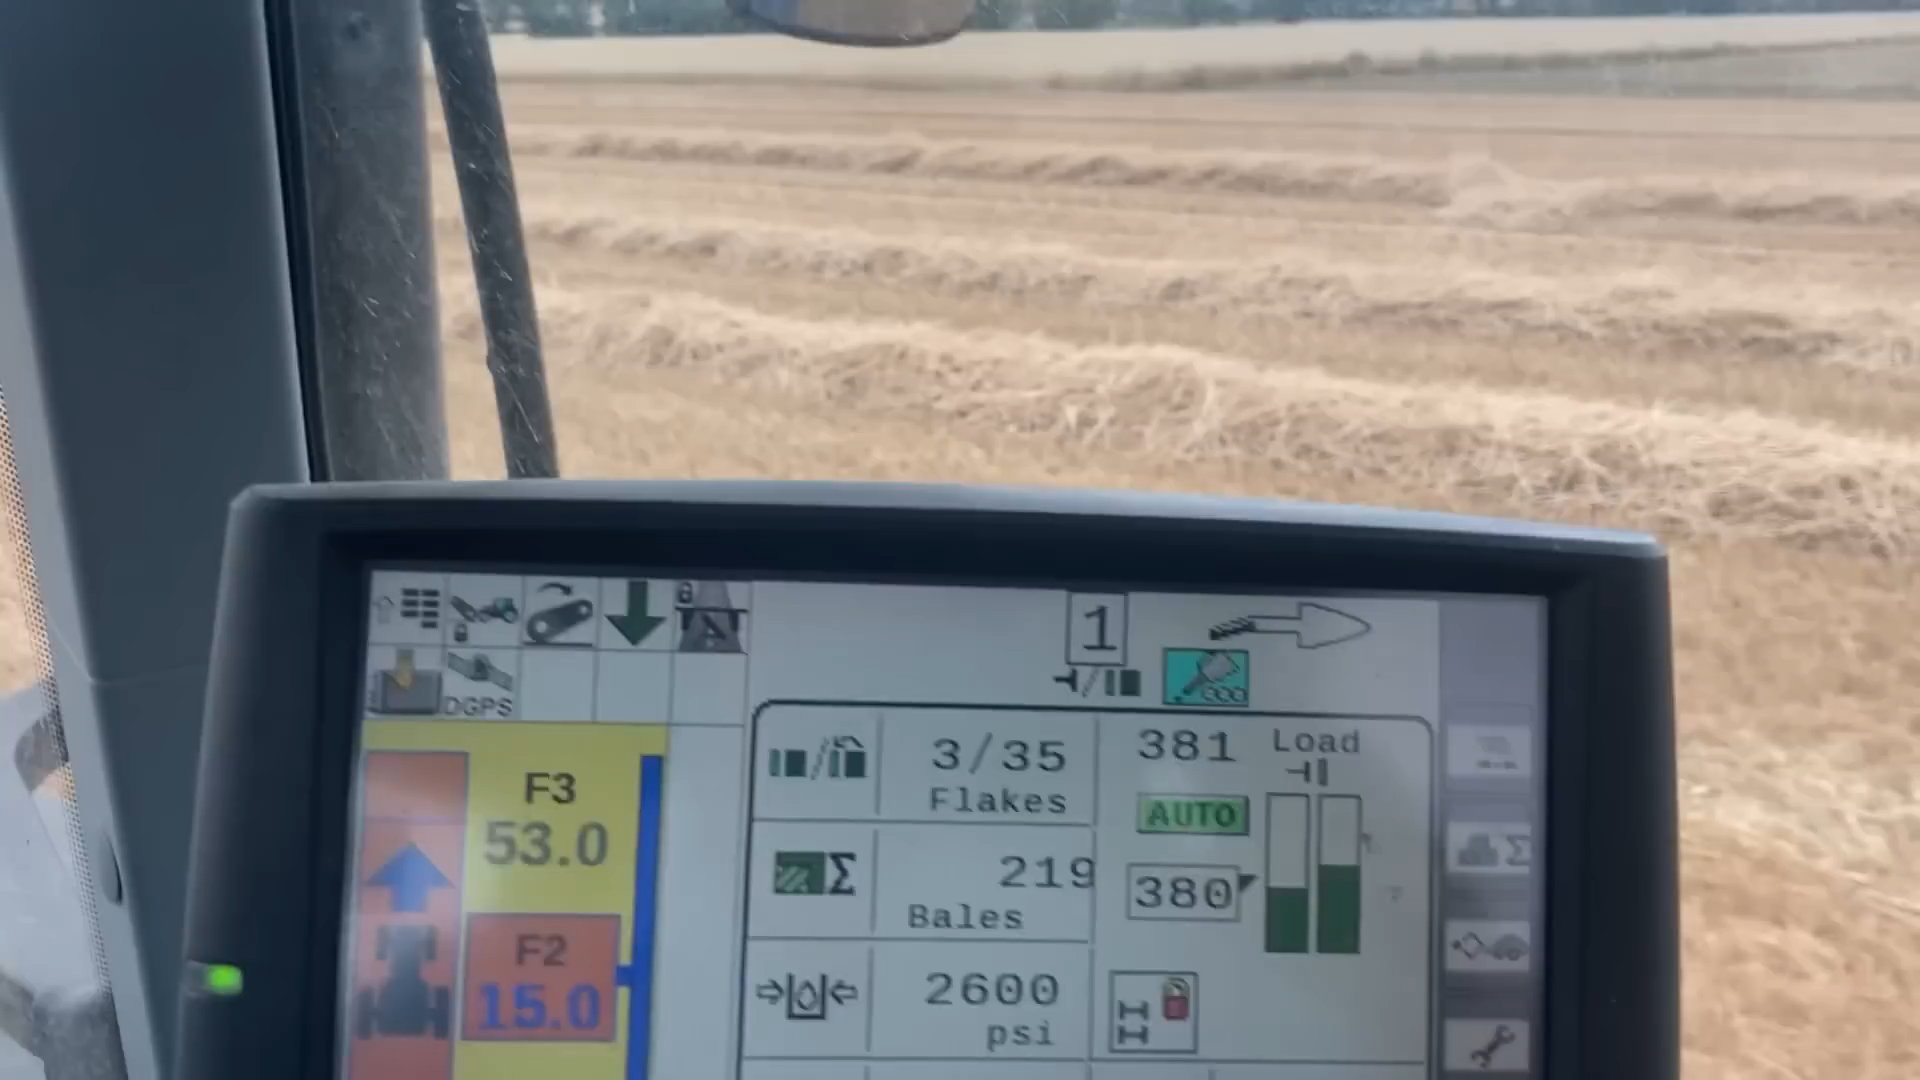 1
DGPS
F3
53.0
F2
15.0
3/35
Flakes
219
Bales
2600
psi
381
Load
AUTO
380
Σ
Σ